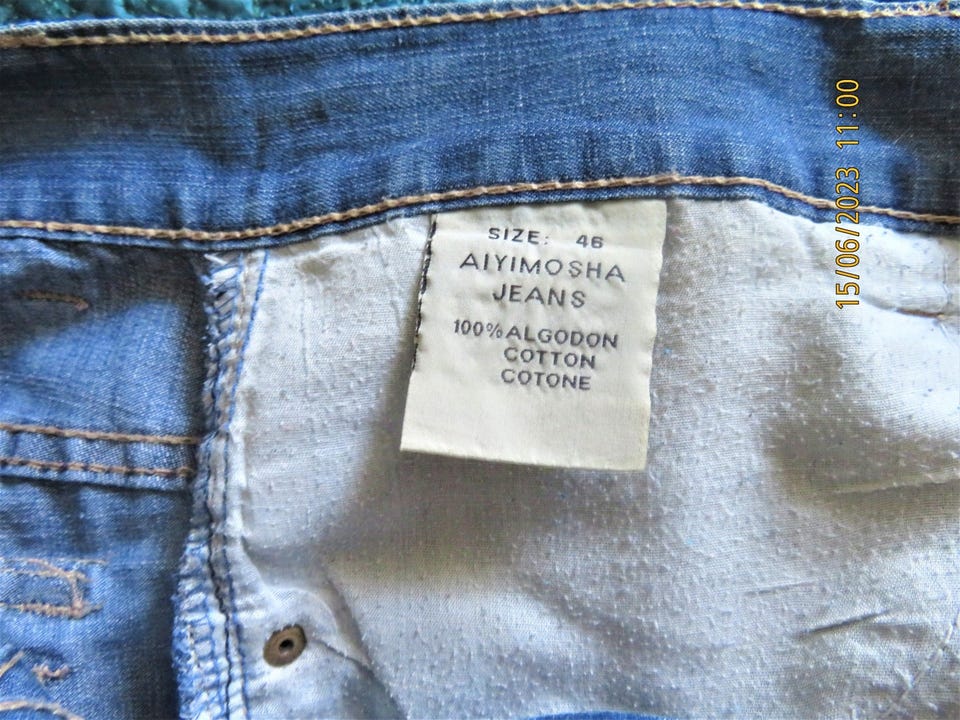 SIZE: 46
AIYIMOSHA
JEANS
100% ALGODON
COTTON
COTONE
15/06/2023 11:00